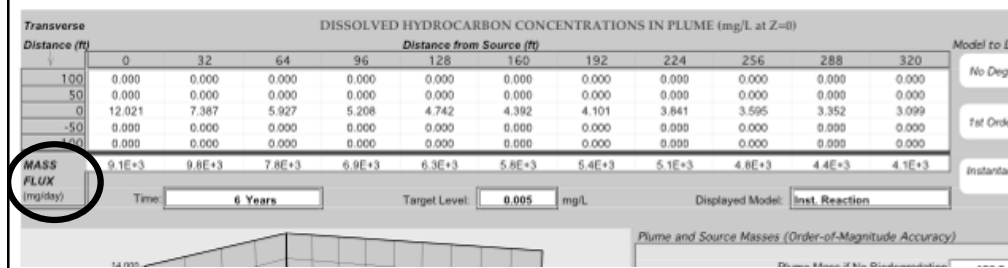 Transverse DISSOLVED HYDROCARBON CONCENTRATIONS IN PLUME (mg/L at Z=0)
Distance (ft) Distance from Source (ft) Model to
0 32 64 96 128 160 192 224 256 288 320
100 0.000 0.000 0.000 0.000 0.000 0.000 0.000 0.000 0.000 0.000 0.000
No Deg
50 0.000 0.000 0.000 0.000 0.000 0.000 0.000 0.000 0.000 0.000 0.000
0 12.021 7.387 5.927 5.208 4.742 4.392 4.101 3.841 3.595 3.352 3.099
-50 0.000 0.000 0.000 0.000 0.000 0.000 0.000 0.000 0.000 0.000 0.000
1st Orde
-100 0.000 0.000 0.000 0.000 0.000 0.000 0.000 0.000 0.000 0.000 0.000
MASS 9.1E+3 9.8E+3 7.8E+3 6.9E+3 6.3E+3 5.8E+3 5.4E+3 5.1E+3 4.8E+3 4.4E+3 4.1E+3
FLUX
Instanta
(mg/day) Time: 6 Years Target Level: 0.005 mg/L Displayed Model: Inst. Reaction
Plume and Source Masses (Order-of-Magnitude Accuracy)
14.000 Plume Mass if No Biodegradation